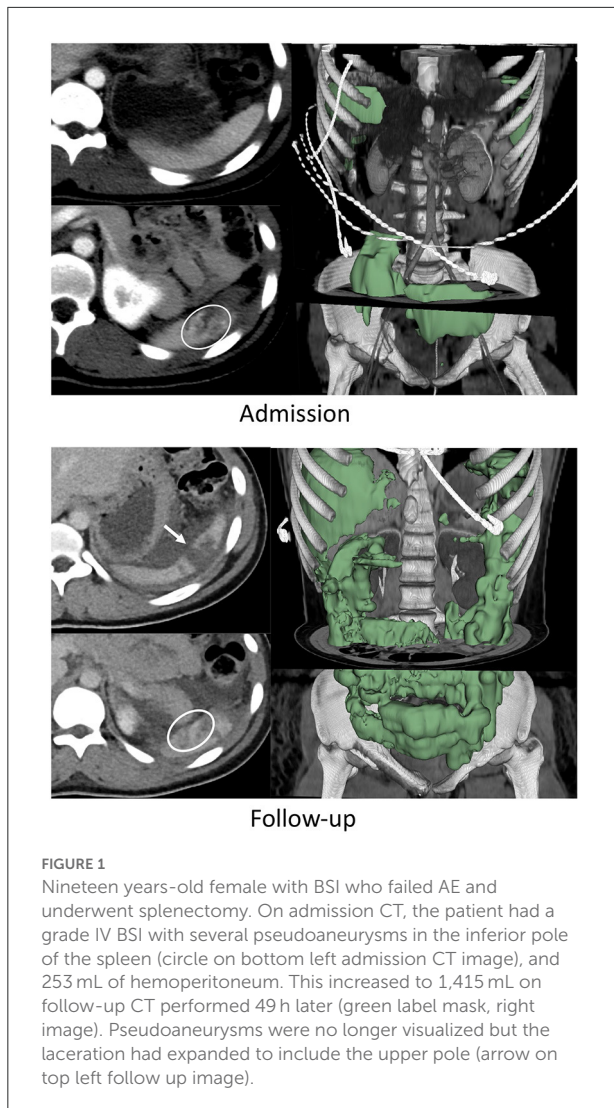 Admission
Follow-up
FIGURE 1
Nineteen years-old female with BSI who failed AE and
underwent splenectomy. On admission CT, the patient had a
grade IV BSI with several pseudoaneurysms in the inferior pole
of the spleen (circle on bottom left admission CT image), and
253 mL of hemoperitoneum. This increased to 1,415 mL on
follow-up CT performed 49 h later (green label mask, right
image). Pseudoaneurysms were no longer visualized but the
laceration had expanded to include the upper pole (arrow on
top left follow up image).